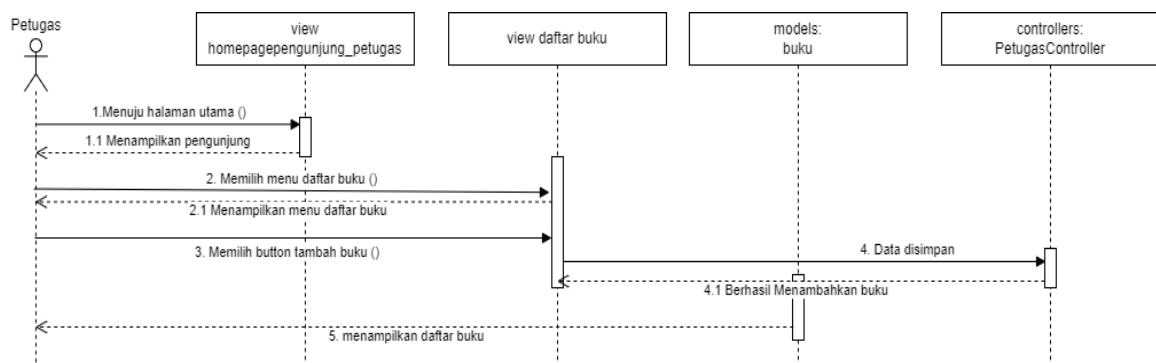 Petugas
view
homepagepengunjung_petugas
view daftar buku
models:
buku
controllers:
PetugasController
1.Menuju halaman utama ()
1.1 Menampilkan pengunjung
2. Memilih menu daftar buku ()
2.1 Menampilkan menu daftar buku
3. Memilih button tambah buku ()
4. Data disimpan
4.1 Berhasil Menambahkan buku
5. menampilkan daftar buku